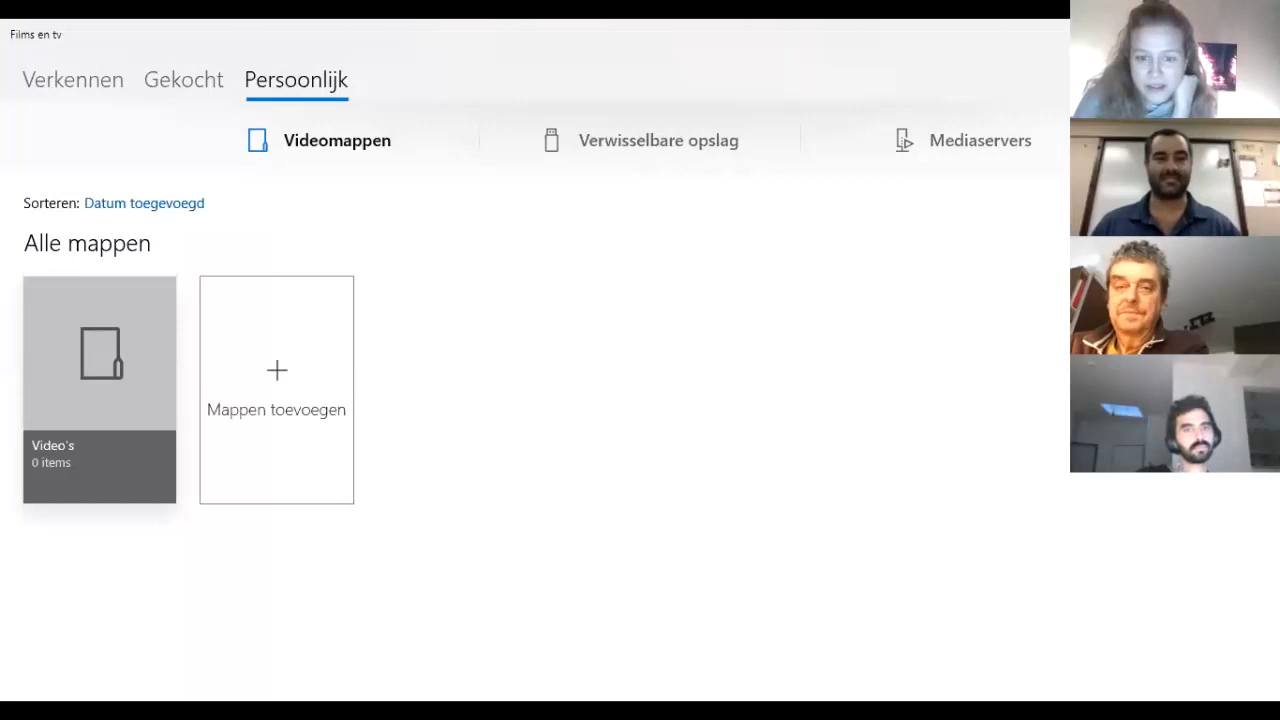 Films en tv
Verkennen Gekocht Persoonlijk
Videomappen Verwisselbare opslag Mediaservers
Sorteren: Datum toegevoegd
Alle mappen
Mappen toevoegen
Video's
0 items